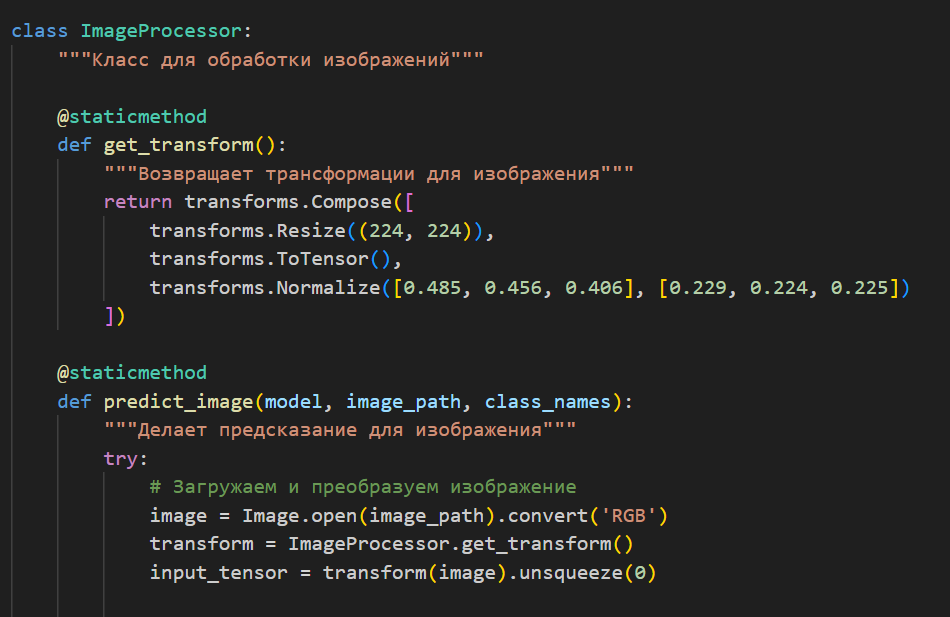 class ImageProcessor:
    """Класс для обработки изображений"""

    @staticmethod
    def get_transform():
        """Возвращает трансформации для изображения"""
        return transforms.Compose([
            transforms.Resize((224, 224)),
            transforms.ToTensor(),
            transforms.Normalize([0.485, 0.456, 0.406], [0.229, 0.224, 0.225])
        ])

    @staticmethod
    def predict_image(model, image_path, class_names):
        """Делает предсказание для изображения"""
        try:
            # Загружаем и преобразуем изображение
            image = Image.open(image_path).convert('RGB')
            transform = ImageProcessor.get_transform()
            input_tensor = transform(image).unsqueeze(0)